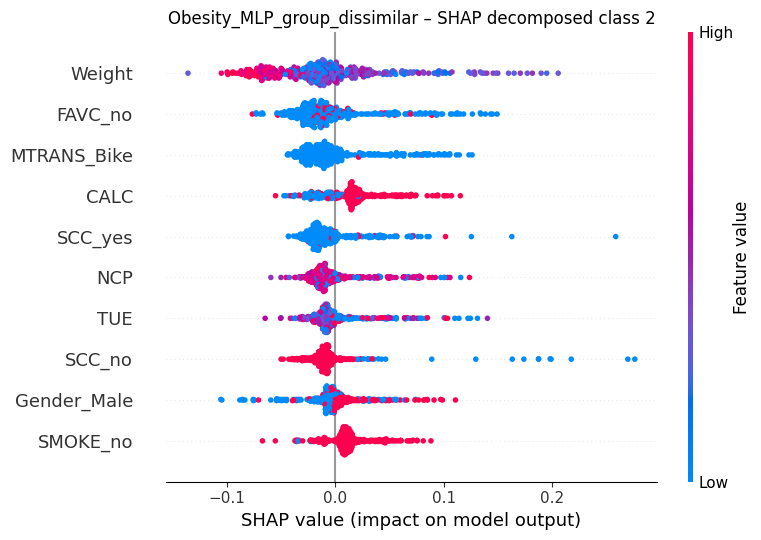 Obesity_MLP_group_dissimilar – SHAP decomposed class 2
High
Weight
FAVC_no
MTRANS_Bike
CALC
SCC_yes
NCP
TUE
SCC_no
Gender_Male
SMOKE_no
Feature value
Low
−0.1 0.0 0.1 0.2
SHAP value (impact on model output)